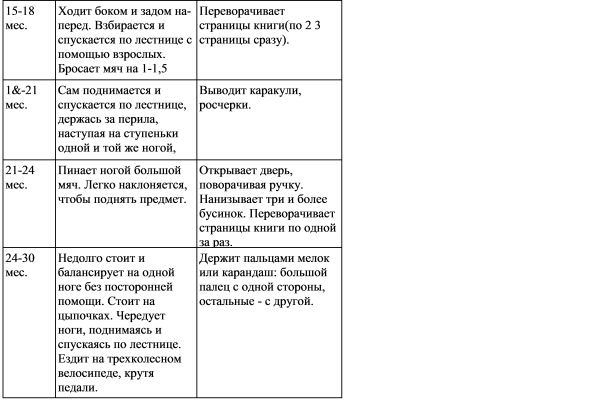 15-18
мес.
Ходит боком и задом на-
перед. Взбирается и
спускается по лестнице с
помощью взрослых.
Бросает мяч на 1-1,5
Переворачивает
страницы книги(по 2 3
страницы сразу).
1&-21
мес.
Сам поднимается и
спускается по лестнице,
держась за перила,
наступая на ступеньки
одной и той же ногой,
Выводит каракули,
росчерки.
21-24
мес.
Пинает ногой большой
мяч. Легко наклоняется,
чтобы поднять предмет.
Открывает дверь,
поворачивая ручку.
Нанизывает три и более
бусинок. Переворачивает
страницы книги по одной
за раз.
24-30
мес.
Недолго стоит и
балансирует на одной
ноге без посторонней
помощи. Стоит на
цыпочках. Чередует
ноги, поднимаясь и
спускаясь по лестнице.
Ездит на трехколесном
велосипеде, крутя
педали.
Держит пальцами мелок
или карандаш: большой
палец с одной стороны,
остальные - с другой.